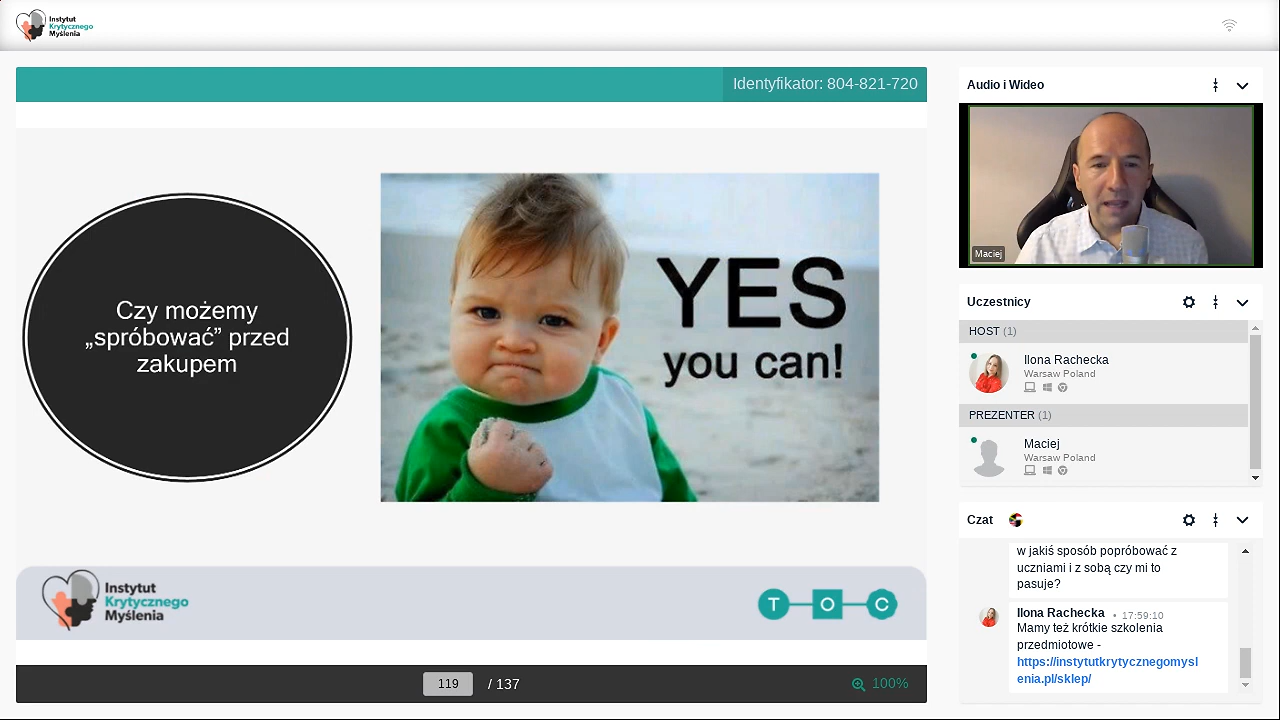 Instytut
Krytycznego
Myślenia
Identyfikator: 804-821-720
Czy możemy
„spróbować” przed
zakupem
YES
you can!
Instytut
Krytycznego
Myślenia
T O C
119 / 137
100%
Audio i Wideo
Maciej
Uczestnicy
HOST (1)
Ilona Rachecka
Warsaw Poland
PREZENTER (1)
Maciej
Warsaw Poland
Czat
w jakiś sposób popróbować z
uczniami i z sobą czy mi to
pasuje?
Ilona Rachecka • 17:59:10
Mamy też krótkie szkolenia
przedmiotowe -
https://instytutkrytycznegomysl
enia.pl/sklep/